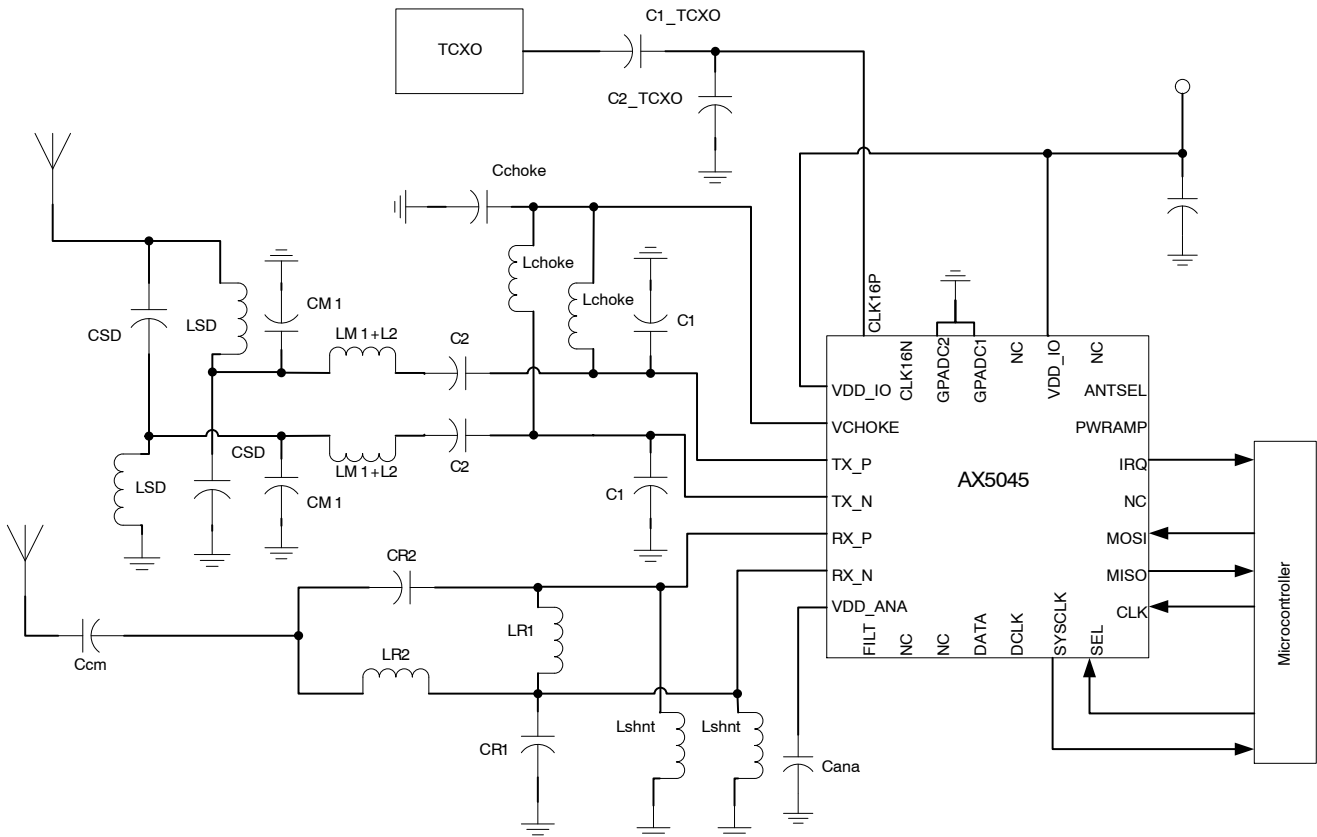 C1_TCXO
TCXO
C2_TCXO
Cchoke
Lchoke
Lchoke
CLK16P
CSD
LSD
CM 1
LM 1+L2
C2
C1
CLK16N
GPADC2
GPADC1
NC
VDD_IO
NC
VDD_IO
ANTSEL
VCHOKE
PWRAMP
CSD
LSD
CM 1
LM 1+L2
C2
C1
TX_P
IRQ
AX5045
TX_N
NC
RX_P
MOSI
RX_N
MISO
VDD_ANA
CLK
Microcontroller
CR2
LR1
LR2
Ccm
FILT
NC
NC
DATA
DCLK
SYSCLK
SEL
CR1
Lshnt
Lshnt
Cana